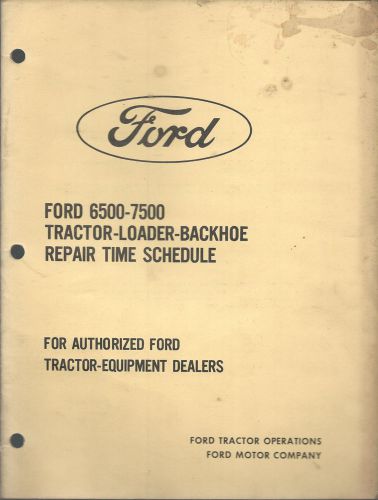 Ford
FORD 6500-7500
TRACTOR-LOADER-BACKHOE
REPAIR TIME SCHEDULE
FOR AUTHORIZED FORD
TRACTOR-EQUIPMENT DEALERS
FORD TRACTOR OPERATIONS
FORD MOTOR COMPANY